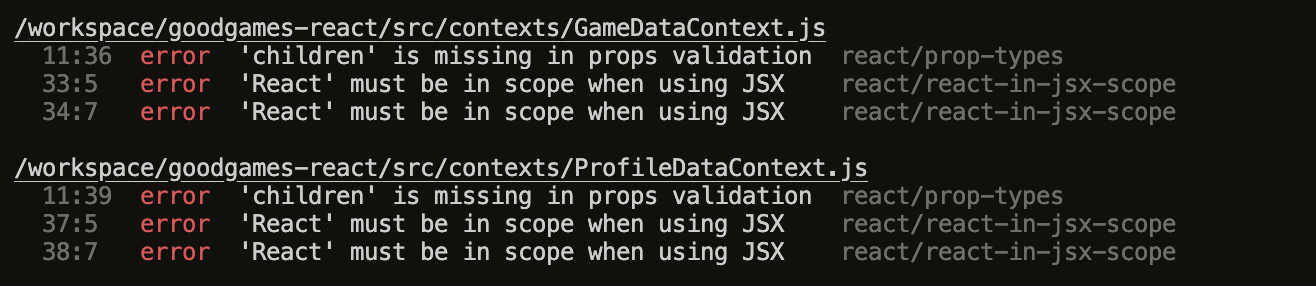 /workspace/goodgames-react/src/contexts/GameDataContext.js
11:36 error 'children' is missing in props validation react/prop-types
33:5 error 'React' must be in scope when using JSX react/react-in-jsx-scope
34:7 error 'React' must be in scope when using JSX react/react-in-jsx-scope
/workspace/goodgames-react/src/contexts/ProfileDataContext.js
11:39 error 'children' is missing in props validation react/prop-types
37:5 error 'React' must be in scope when using JSX react/react-in-jsx-scope
38:7 error 'React' must be in scope when using JSX react/react-in-jsx-scope